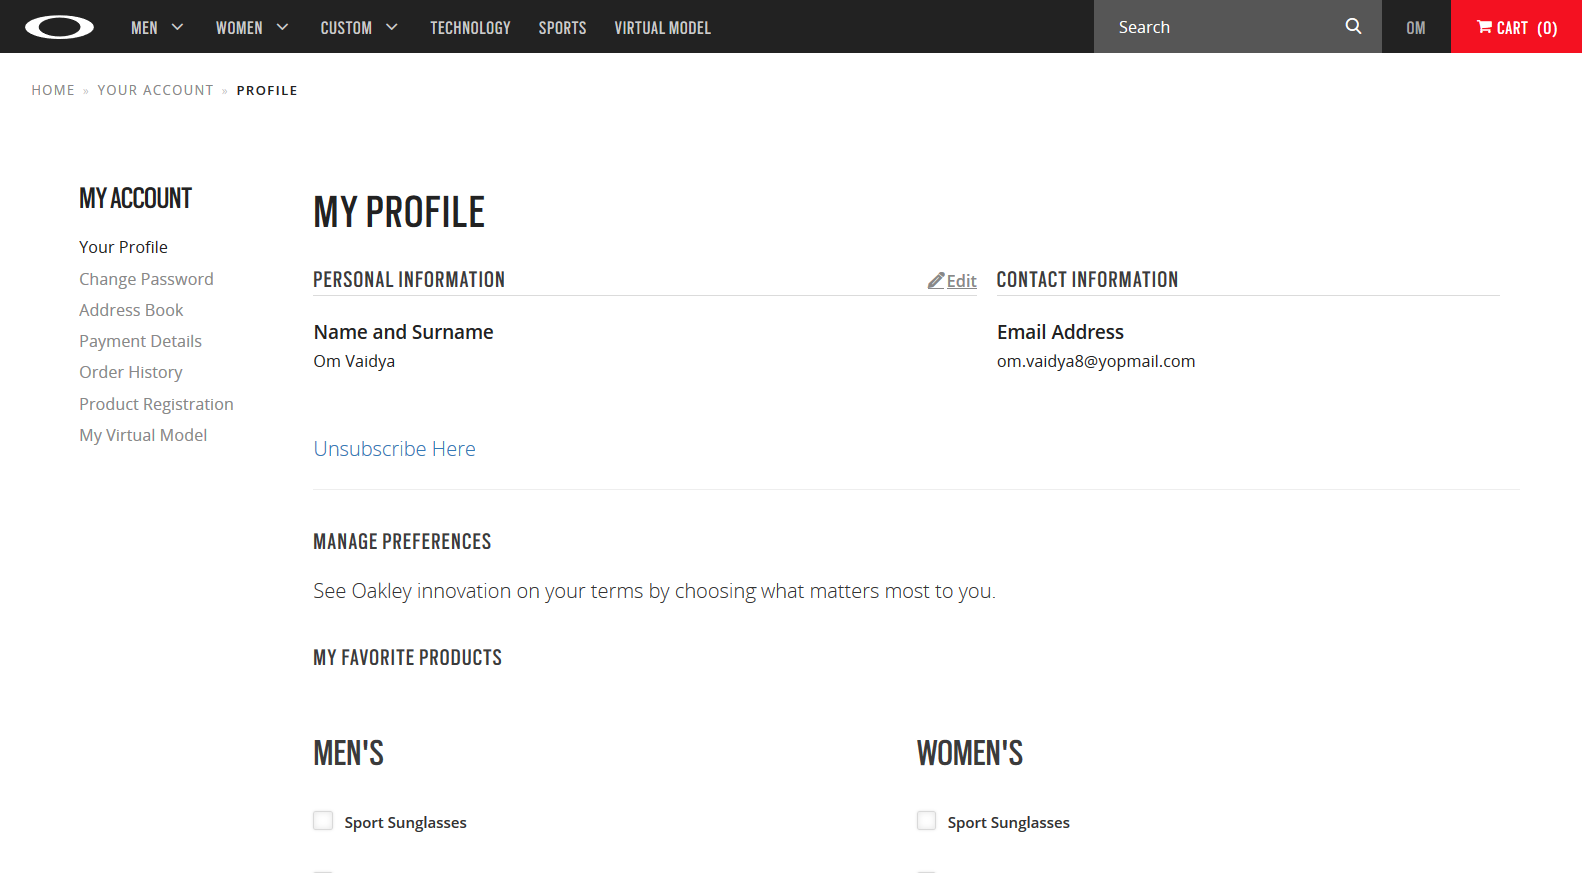 MEN WOMEN CUSTOM TECHNOLOGY SPORTS VIRTUAL MODEL Search OM CART (0)
HOME » YOUR ACCOUNT » PROFILE
MY ACCOUNT
Your Profile
Change Password
Address Book
Payment Details
Order History
Product Registration
My Virtual Model
MY PROFILE
PERSONAL INFORMATION Edit
Name and Surname
Om Vaidya
CONTACT INFORMATION
Email Address
om.vaidya8@yopmail.com
Unsubscribe Here
MANAGE PREFERENCES
See Oakley innovation on your terms by choosing what matters most to you.
MY FAVORITE PRODUCTS
MEN'S
Sport Sunglasses
WOMEN'S
Sport Sunglasses